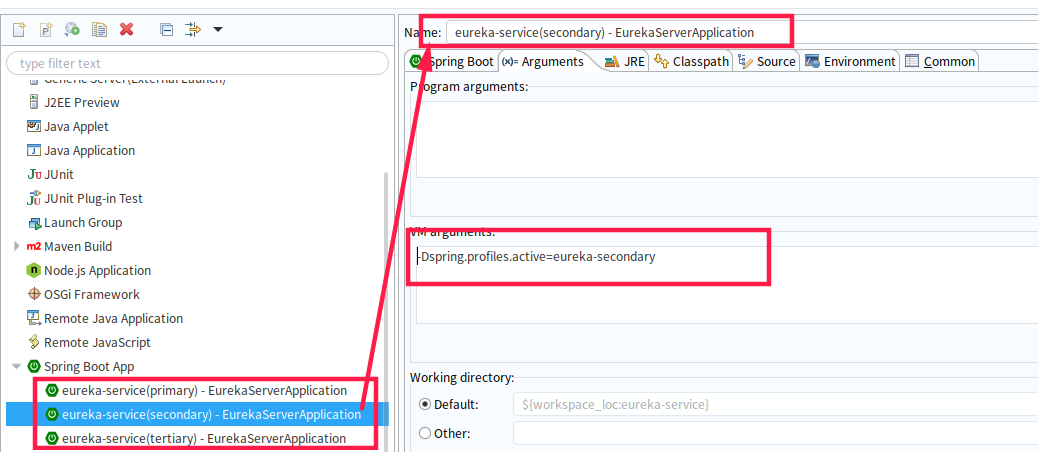 Name: eureka-service(secondary) - EurekaServerApplication
type filter text
Spring Boot (x)= Arguments JRE Classpath Source Environment Common
Generic Server(External Launch)
J2EE Preview
Java Applet
Java Application
JU JUnit
JUnit Plug-in Test
Launch Group
m2 Maven Build
n Node.js Application
OSGi Framework
Remote Java Application
Remote JavaScript
Spring Boot App
eureka-service(primary) - EurekaServerApplication
eureka-service(secondary) - EurekaServerApplication
eureka-service(tertiary) - EurekaServerApplication
Program arguments:
VM arguments:
-Dspring.profiles.active=eureka-secondary
Working directory:
Default: ${workspace_loc:eureka-service}
Other: